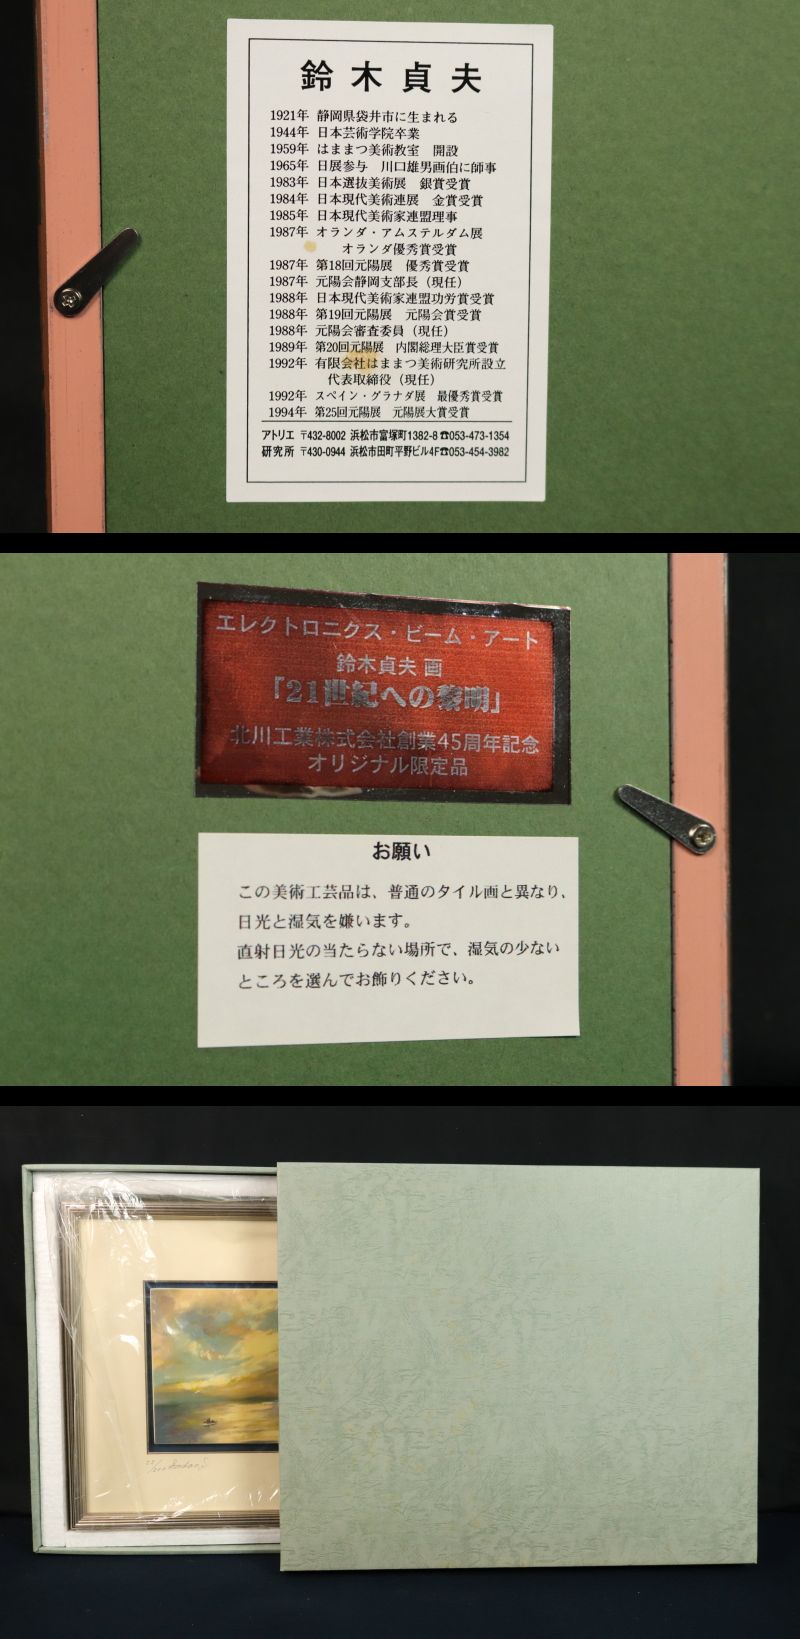 鈴木貞夫
1921年 静岡県袋井市に生まれる
1944年 日本芸術学院卒業
1959年 はままつ美術教室 開設
1965年 日展参与 川口雄男画伯に師事
1983年 日本選抜美術展 銀賞受賞
1984年 日本現代美術連展 金賞受賞
1985年 日本現代美術家連盟理事
1987年 オランダ・アムステルダム展
オランダ優秀賞受賞
1987年 第18回元陽展 優秀賞受賞
1987年 元陽会静岡支部長（現任）
1988年 日本現代美術家連盟功労賞受賞
1988年 第19回元陽展 元陽会賞受賞
1988年 元陽会審査委員（現任）
1989年 第20回元陽展 内閣総理大臣賞受賞
1992年 有限会社はままつ美術研究所設立
代表取締役（現任）
1992年 スペイン・グラナダ展 最優秀賞受賞
1994年 第25回元陽展 元陽展大賞受賞
アトリエ 〒432-8002 浜松市富塚町1382-8☎053-473-1354
研究所 〒430-0944 浜松市田町平野ビル4F☎053-454-3982
エレクトロニクス・ビーム・アート
鈴木貞夫 画
「21世紀への黎明」
北川工業株式会社創業45周年記念
オリジナル限定品
お願い
この美術工芸品は、普通のタイル画と異なり、
日光と湿気を嫌います。
直射日光の当たらない場所で、湿気の少ない
ところを選んでお飾りください。